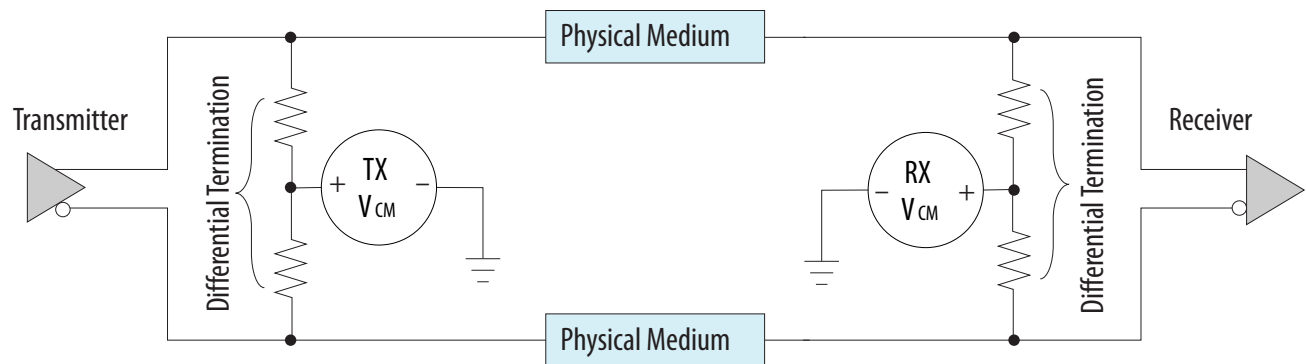 Physical Medium
Transmitter
Differential Termination
+ TX V CM -
- RX V CM +
Differential Termination
Receiver
Physical Medium